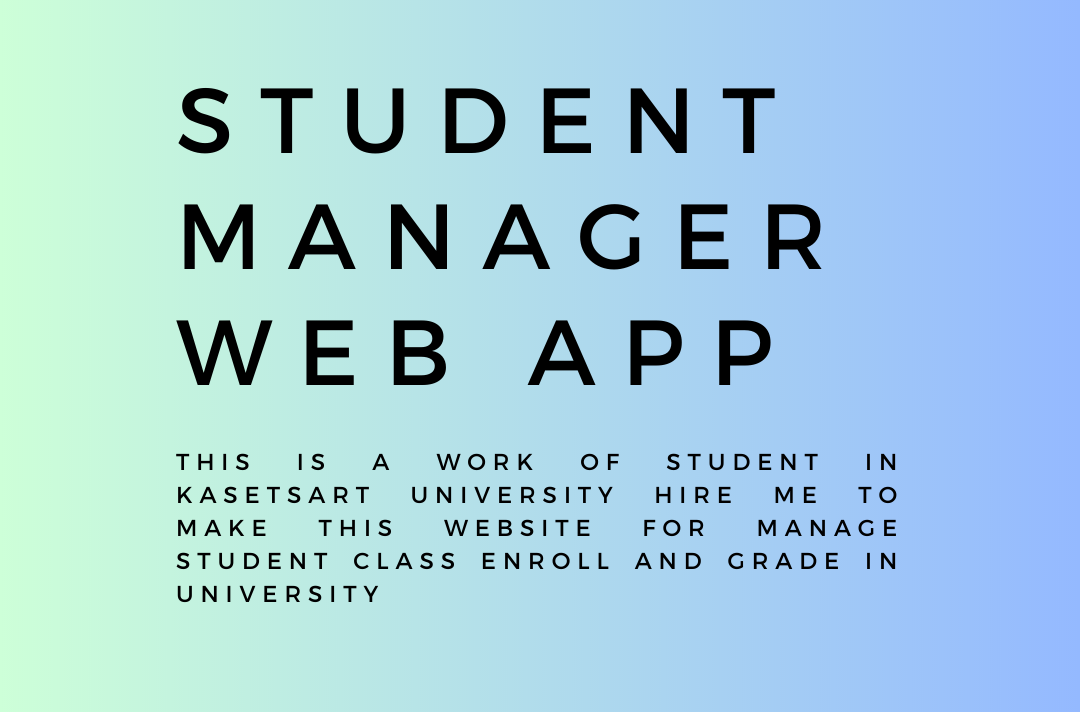 STUDENT
MANAGER
WEB APP
THIS IS A WORK OF STUDENT IN
KASETSART UNIVERSITY HIRE ME TO
MAKE THIS WEBSITE FOR MANAGE
STUDENT CLASS ENROLL AND GRADE IN
UNIVERSITY